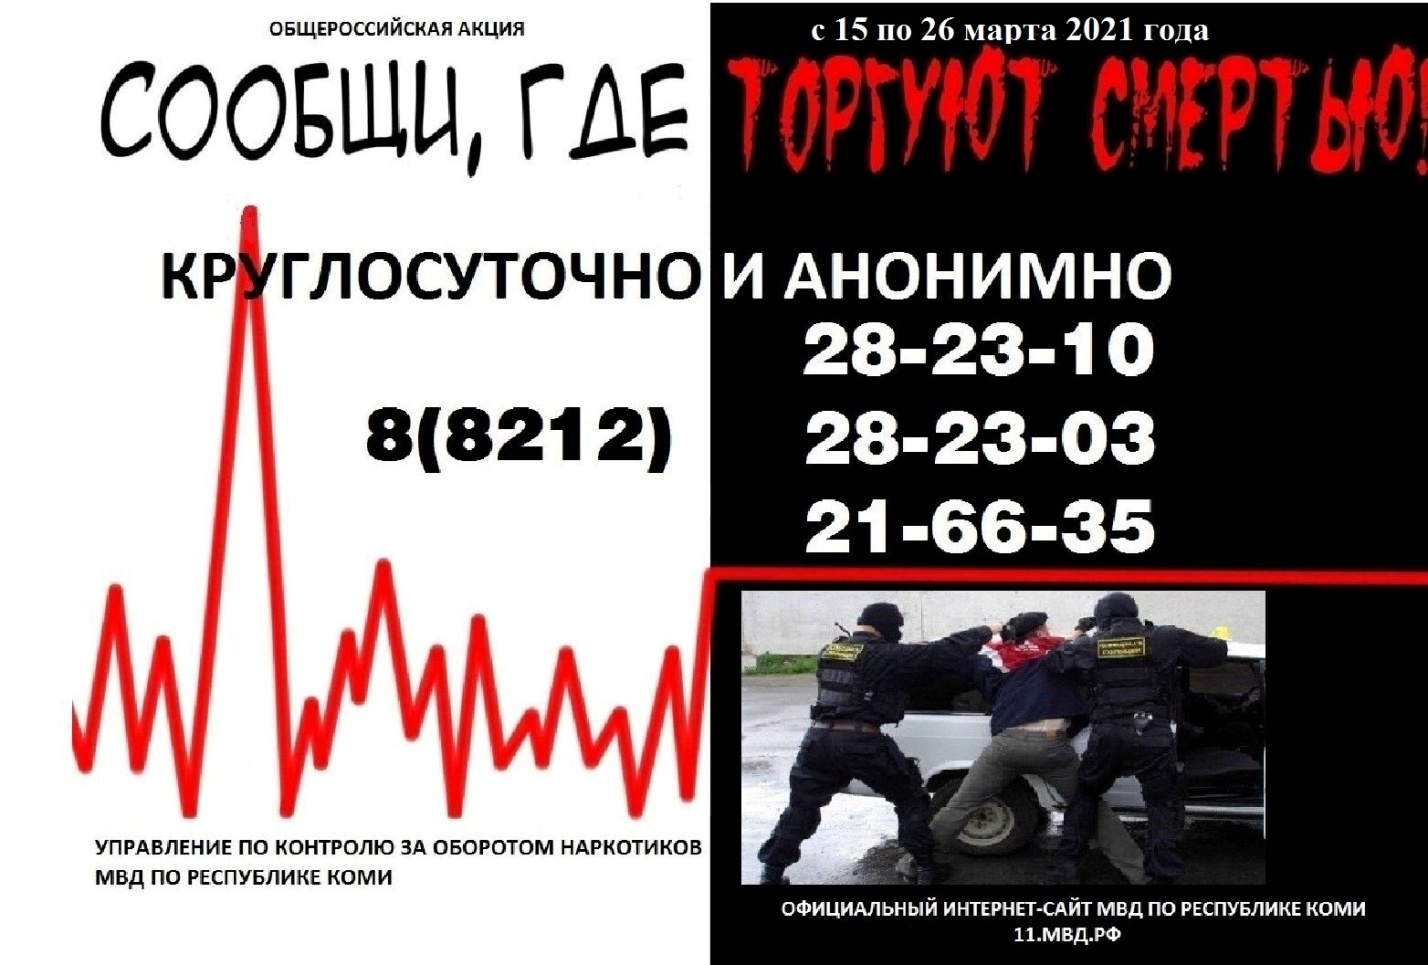 ОБЩЕРОССИЙСКАЯ АКЦИЯ
с 15 по 26 марта 2021 года
СООБЩИ, ГДЕ ТОРГУЮТ СМЕРТЬЮ!
КРУГЛОСУТОЧНО И АНОНИМНО
28-23-10
8(8212)
28-23-03
21-66-35
УПРАВЛЕНИЕ ПО КОНТРОЛЮ ЗА ОБОРОТОМ НАРКОТИКОВ
МВД ПО РЕСПУБЛИКЕ КОМИ
ОФИЦИАЛЬНЫЙ ИНТЕРНЕТ-САЙТ МВД ПО РЕСПУБЛИКЕ КОМИ
11.МВД.РФ